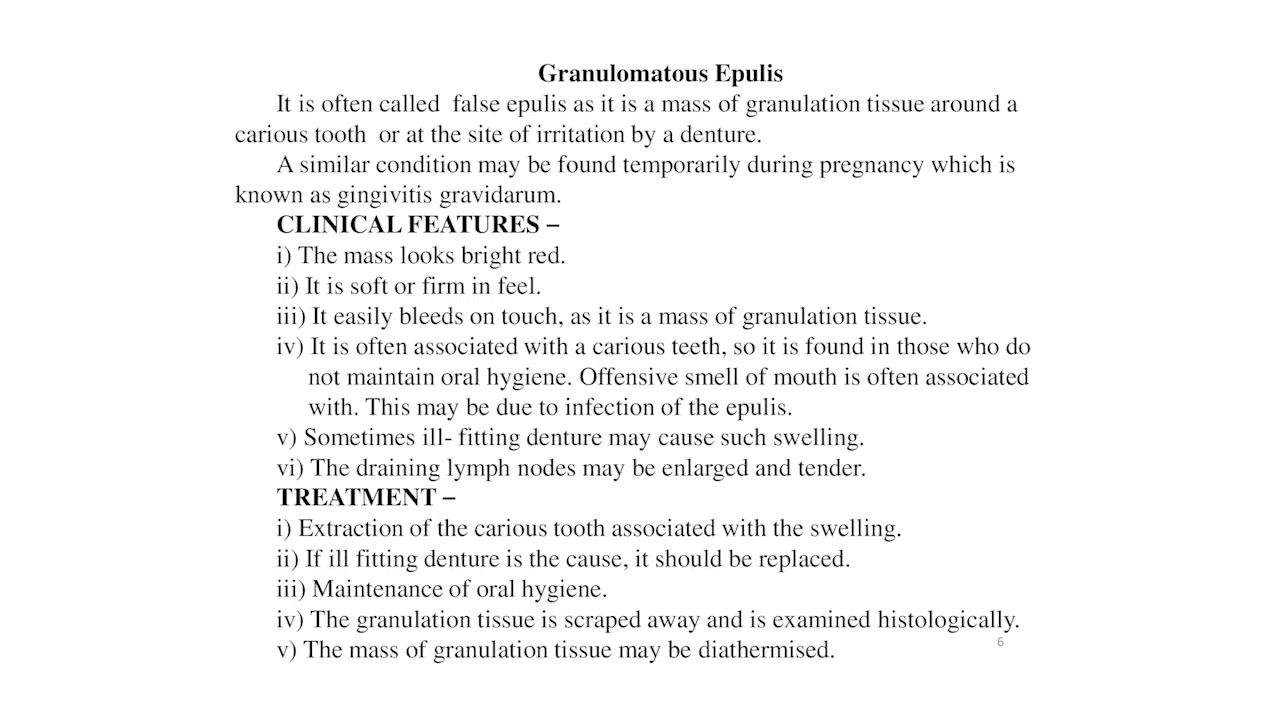 Granulomatous Epulis
It is often called false epulis as it is a mass of granulation tissue around a
carious tooth or at the site of irritation by a denture.
A similar condition may be found temporarily during pregnancy which is
known as gingivitis gravidarum.
CLINICAL FEATURES –
i) The mass looks bright red.
ii) It is soft or firm in feel.
iii) It easily bleeds on touch, as it is a mass of granulation tissue.
iv) It is often associated with a carious teeth, so it is found in those who do
not maintain oral hygiene. Offensive smell of mouth is often associated
with. This may be due to infection of the epulis.
v) Sometimes ill- fitting denture may cause such swelling.
vi) The draining lymph nodes may be enlarged and tender.
TREATMENT –
i) Extraction of the carious tooth associated with the swelling.
ii) If ill fitting denture is the cause, it should be replaced.
iii) Maintenance of oral hygiene.
iv) The granulation tissue is scraped away and is examined histologically.
v) The mass of granulation tissue may be diathermised.
6